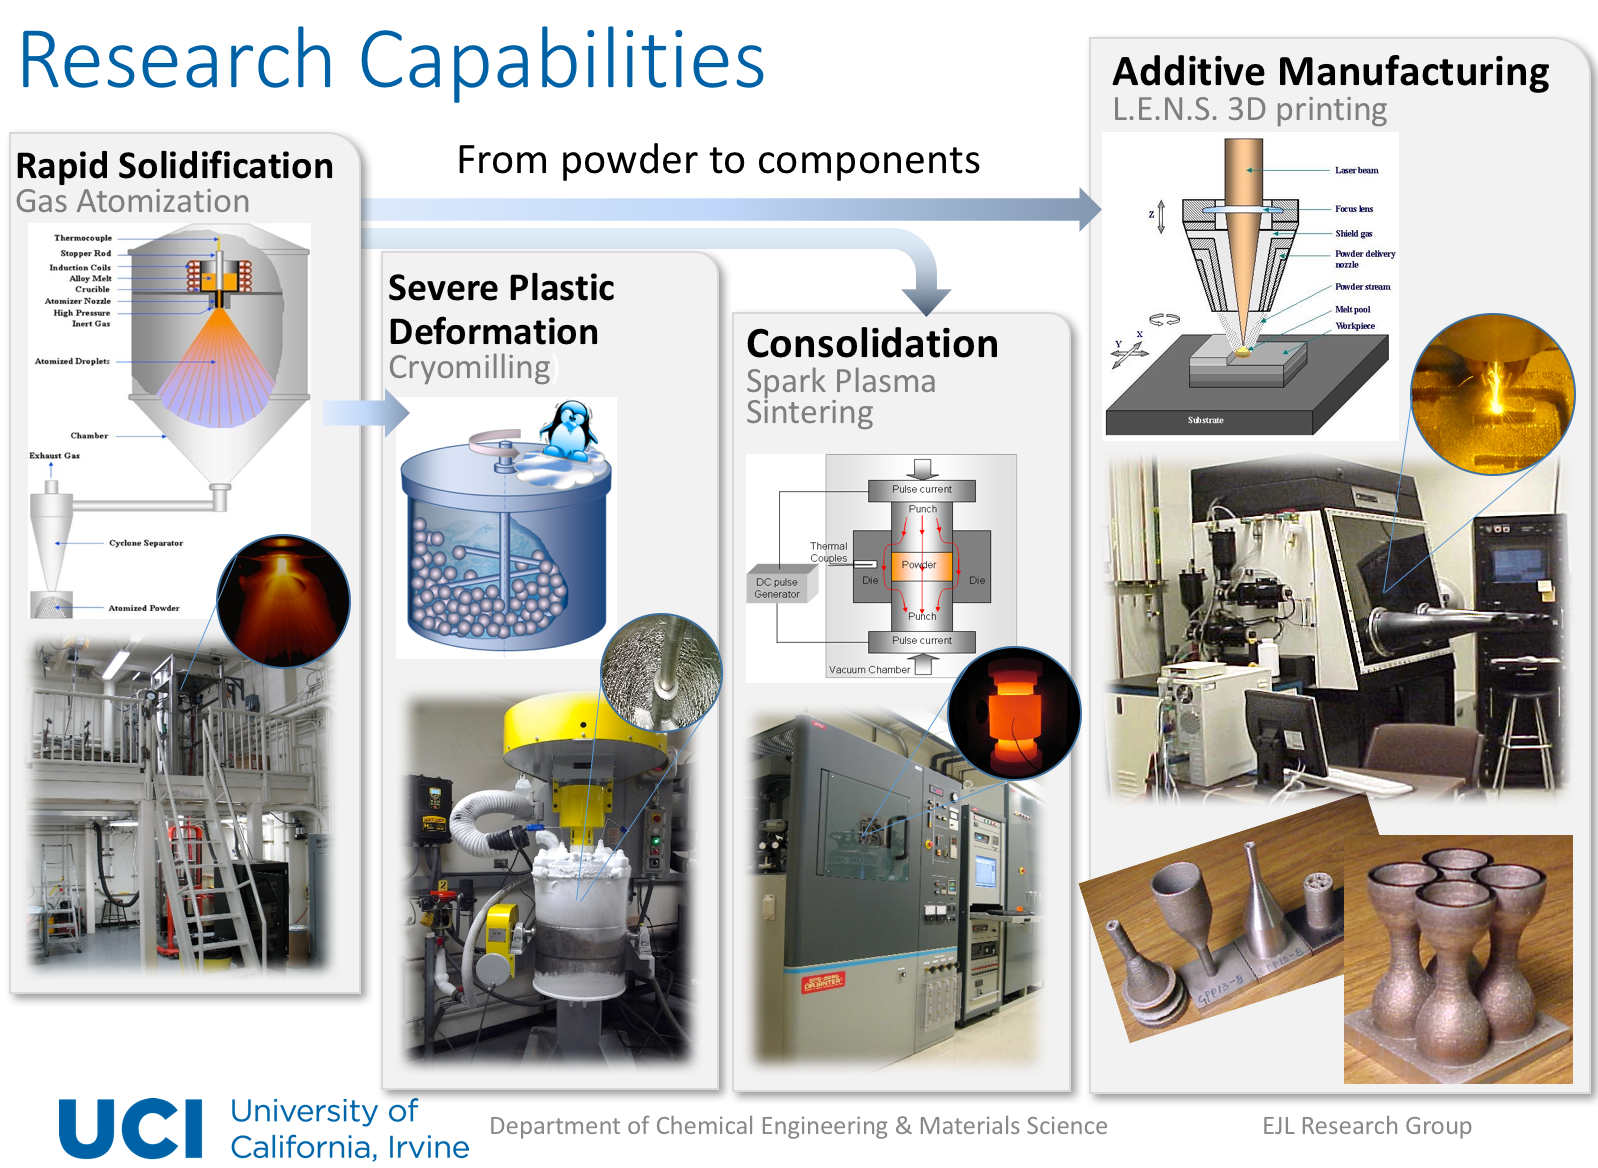 Research Capabilities
Rapid Solidification
Gas Atomization
Thermocouple
Stopper Rod
Induction Coils
Alloy Melt
Crucible
Atomizer Nozzle
High Pressure
Inert Gas
Atomized Droplets
Chamber
Exhaust Gas
Cyclone Separator
Atomized Powder
From powder to components
Severe Plastic
Deformation
Cryomilling)
Consolidation
Spark Plasma
Sintering
Pulse current
Punch
Thermal
Couples
Powder
Die
Die
DC pulse
Generator
Punch
Pulse current
Vacuum Chamber
Additive Manufacturing
L.E.N.S. 3D printing
Laser beam
Z
Focus lens
Shield gas
Powder delivery
nozzle
Powder stream
Melt pool
Workpiece
X
Y
Substrate
UCI
University of
California, Irvine
Department of Chemical Engineering & Materials Science
EJL Research Group